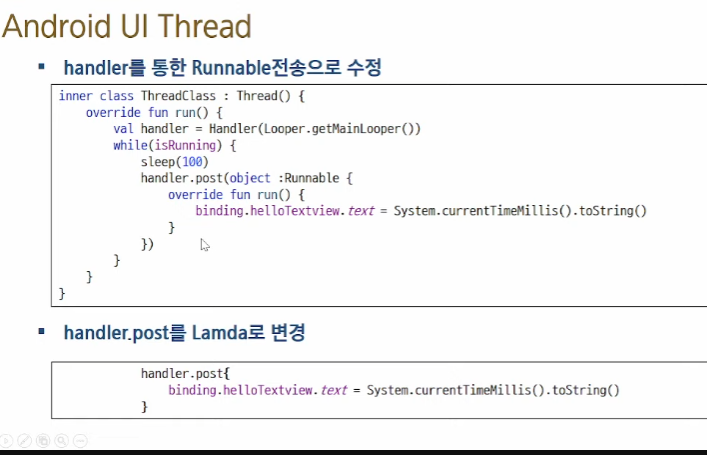 Android UI Thread
▪ handler를 통한 Runnable전송으로 수정
inner class ThreadClass : Thread() {
    override fun run() {
        val handler = Handler(Looper.getMainLooper())
        while(isRunning) {
            sleep(100)
            handler.post(object :Runnable {
                override fun run() {
                    binding.helloTextview.text = System.currentTimeMillis().toString()
                }
            })
        }
    }
}
▪ handler.post를 Lamda로 변경
            handler.post{
                binding.helloTextview.text = System.currentTimeMillis().toString()
            }